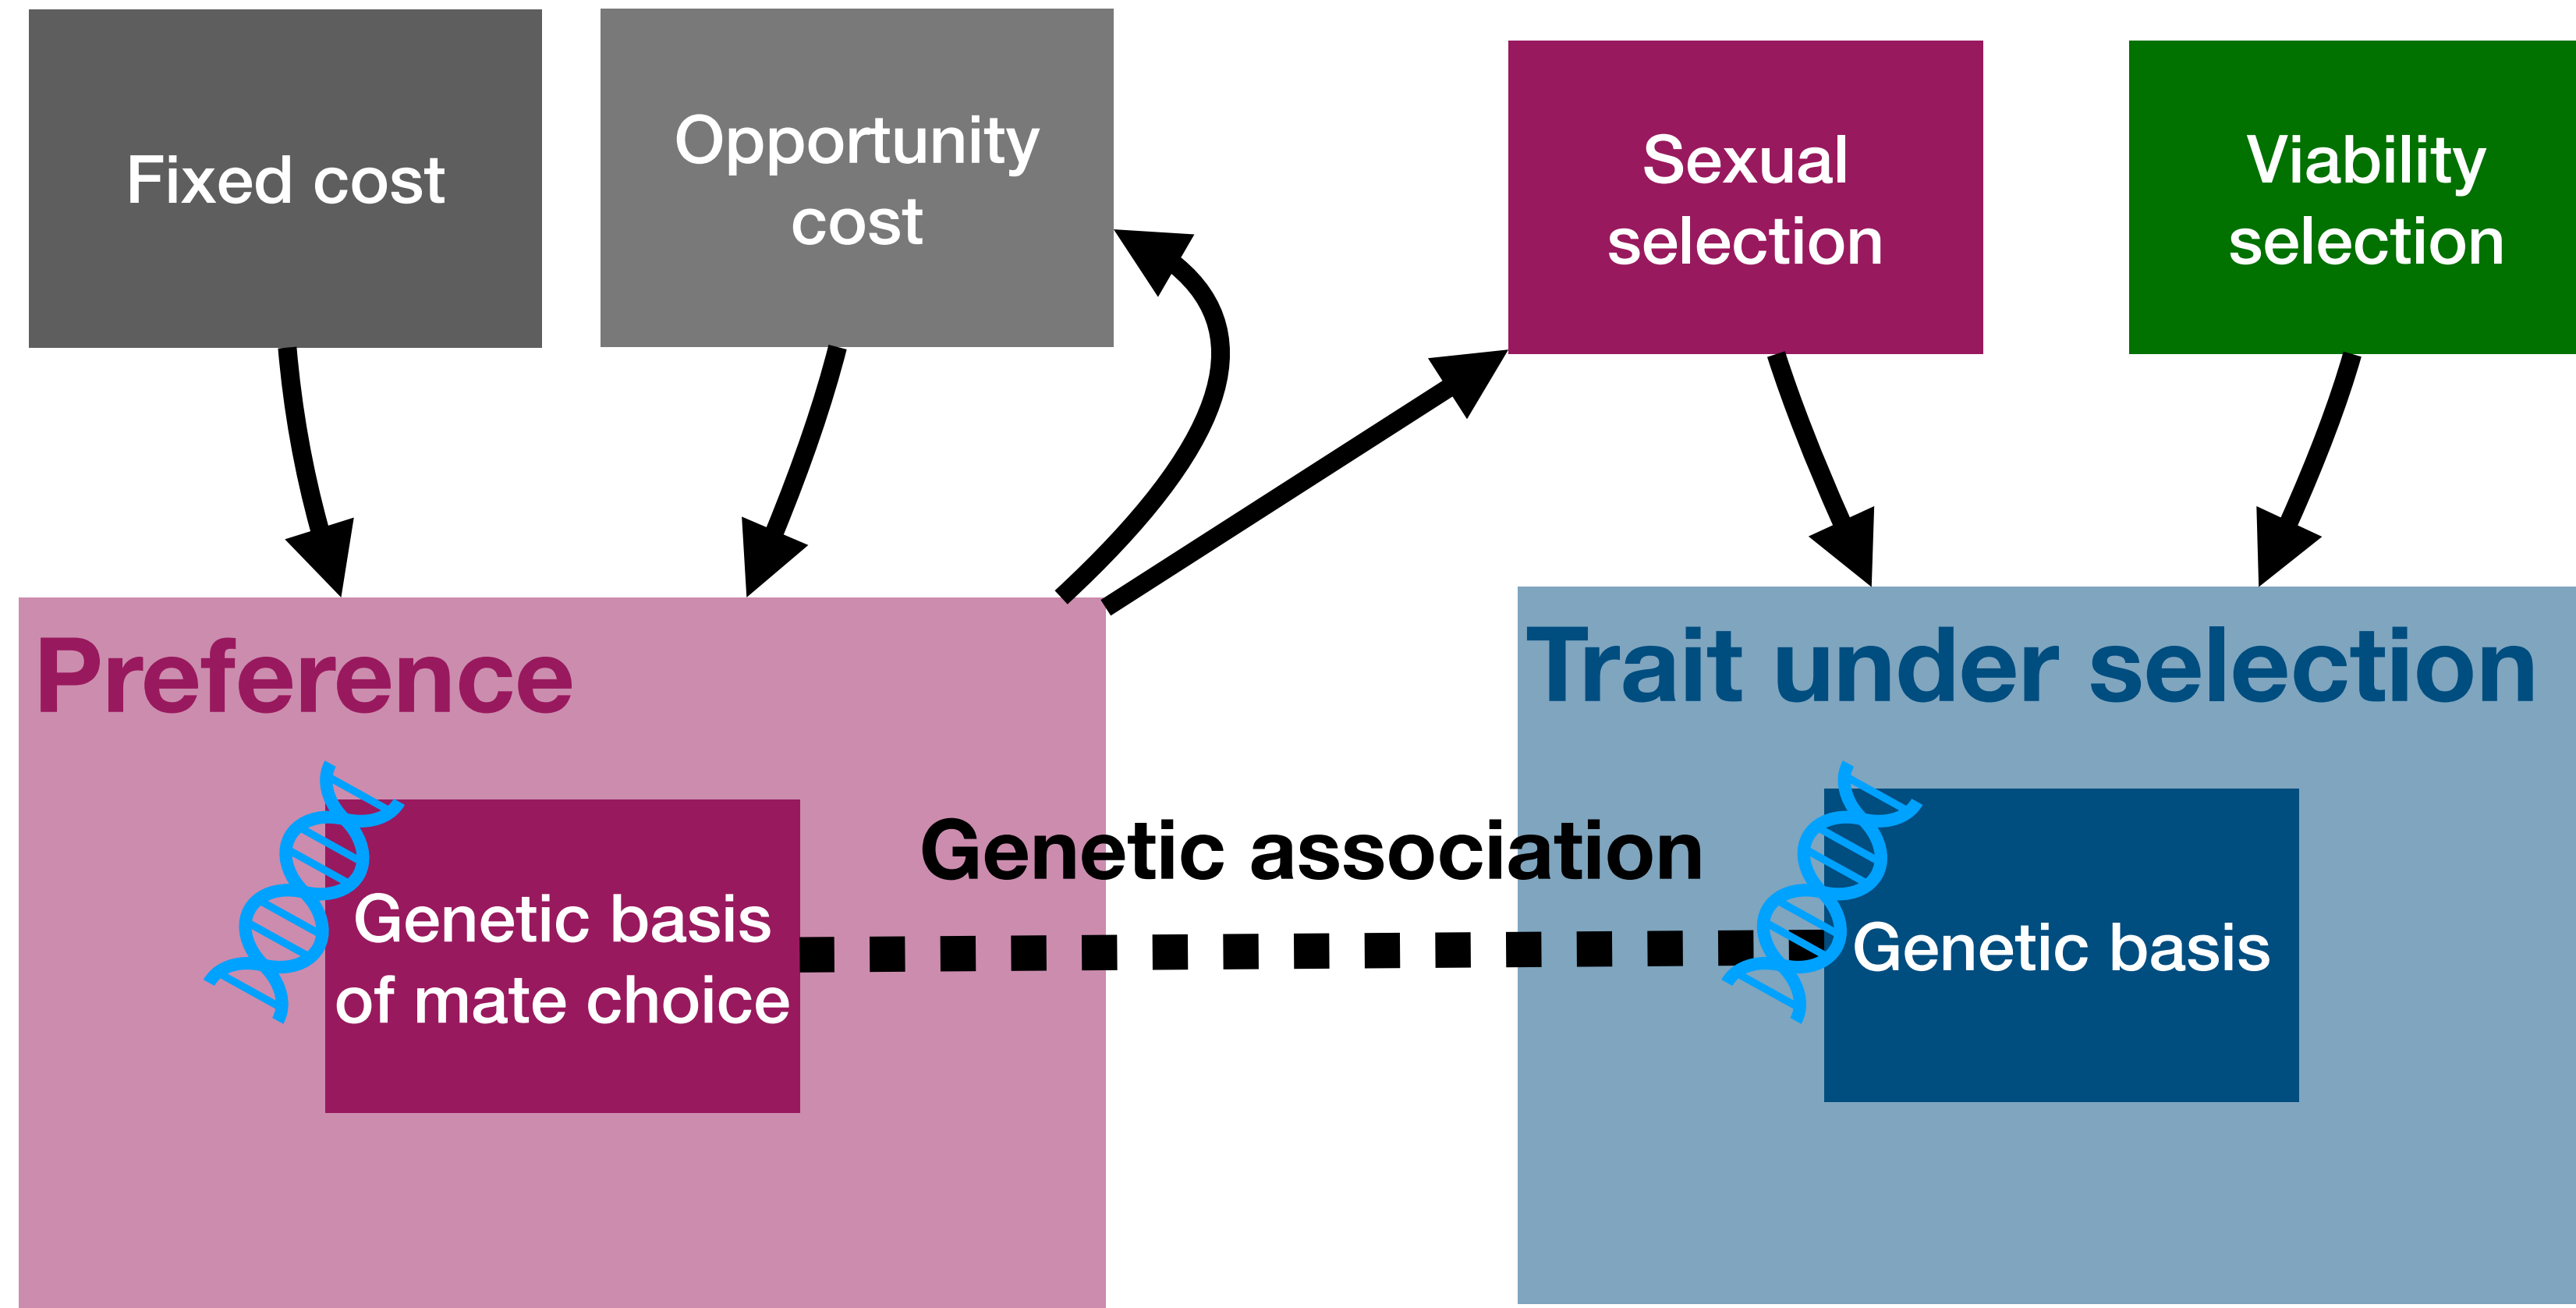 Fixed cost
Opportunity
cost
Sexual
selection
Viability
selection
Preference
Trait under selection
Genetic association
Genetic basis
of mate choice
Genetic basis